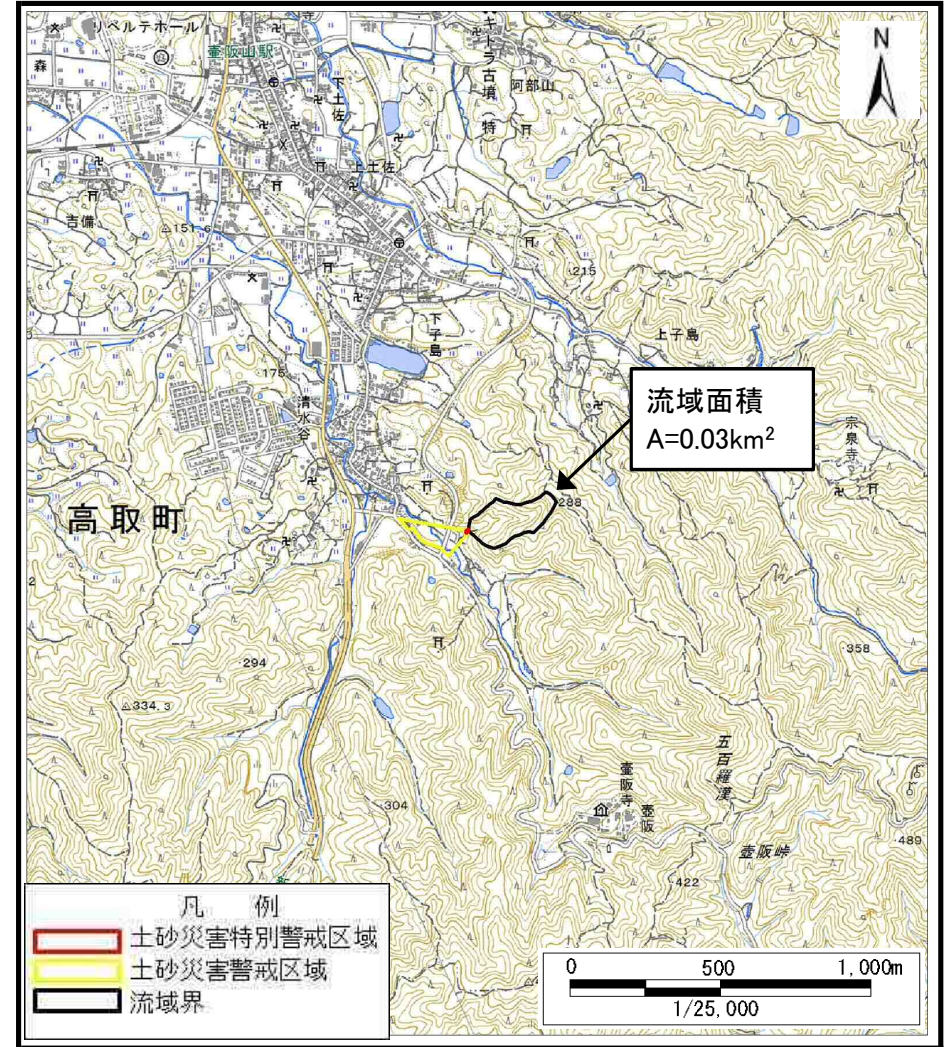 リベルテホール
壷阪山駅
森
下土佐
キトラ古墳（特
阿部山
N
上土佐
吉備
151.6
215
下子島
上子島
175
清水谷
流域面積
A=0.03km²
宗泉寺
288
高取町
294
358
334.3
五百羅漢
壷阪寺
壺阪
304
壺阪峠
489
422
凡 例
土砂災害特別警戒区域
土砂災害警戒区域
流域界
0 500 1,000m
1/25,000